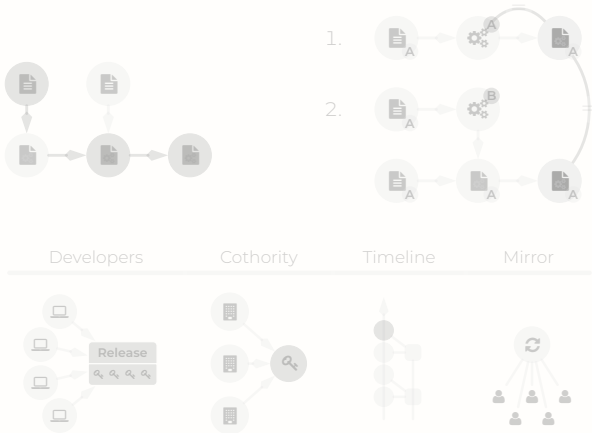 1.
A
A
A
2.
A
B
A
A
Developers
Cothority
Timeline
Mirror
Release